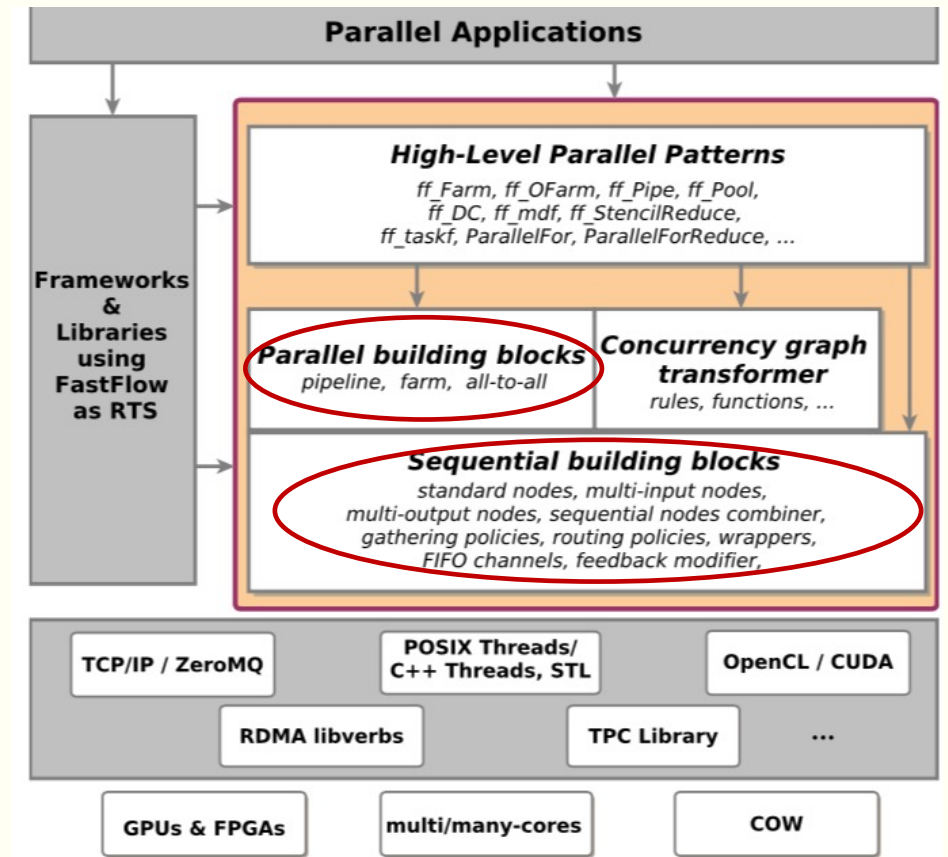 Parallel Applications
High-Level Parallel Patterns
ff_Farm, ff_OFarm, ff_Pipe, ff_Pool,
ff_DC, ff_mdf, ff_StencilReduce,
ff_taskf, ParallelFor, ParallelForReduce, ...
Frameworks
&
Libraries
using
FastFlow
as RTS
Parallel building blocks
pipeline, farm, all-to-all
Concurrency graph
transformer
rules, functions, ...
Sequential building blocks
standard nodes, multi-input nodes,
multi-output nodes, sequential nodes combiner,
gathering policies, routing policies, wrappers,
FIFO channels, feedback modifier,
TCP/IP / ZeroMQ
POSIX Threads/
C++ Threads, STL
OpenCL / CUDA
RDMA libverbs
TPC Library
...
GPUs & FPGAs
multi/many-cores
COW